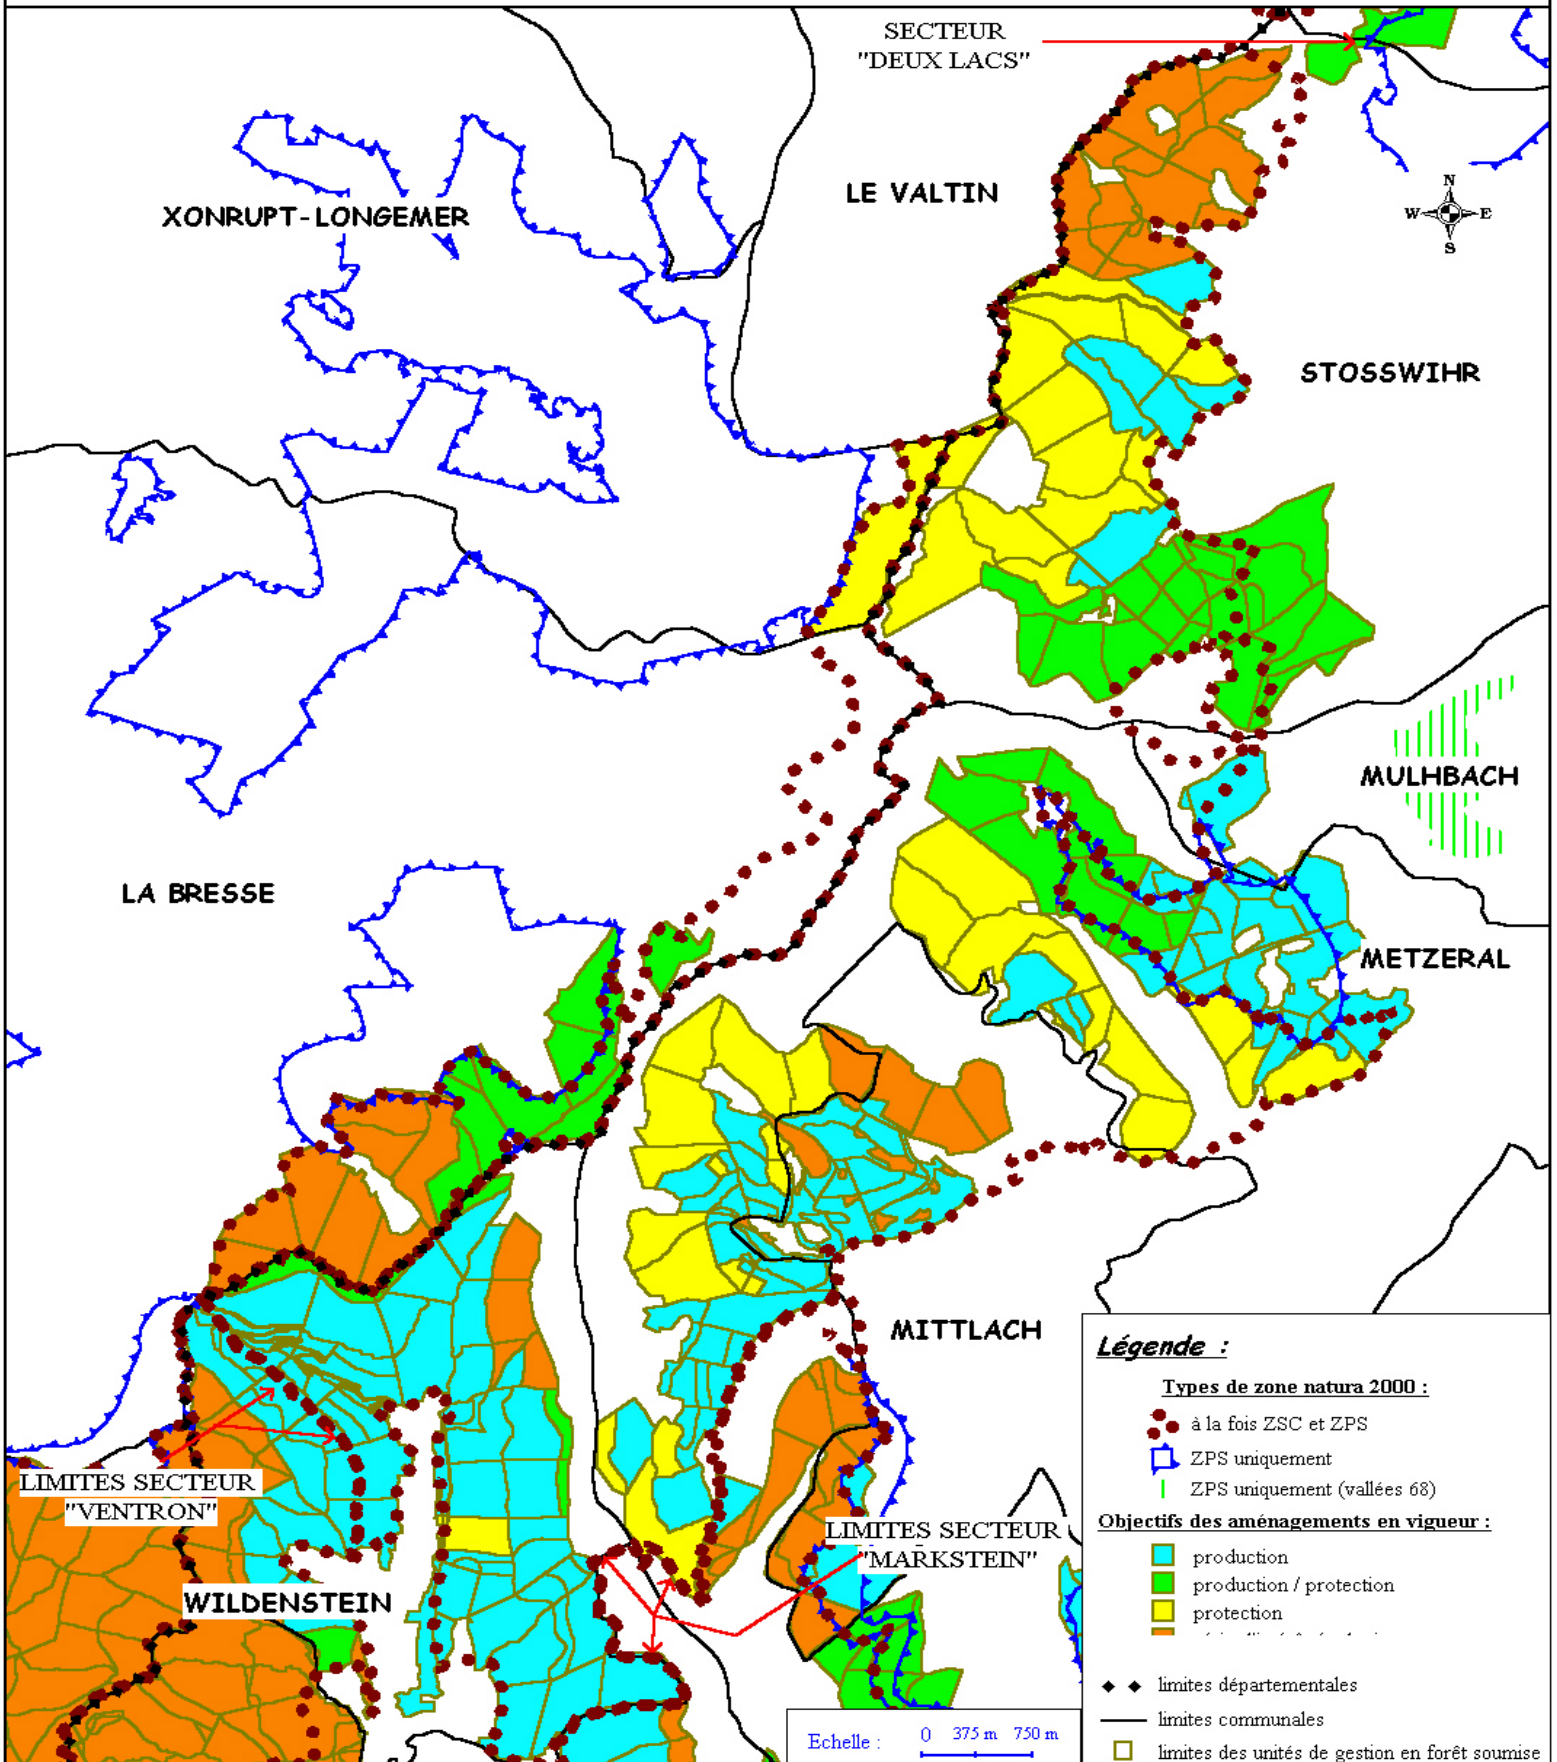 SECTEUR
"DEUX LACS"
XONRUPT-LONGEMER
LE VALTIN
N
W E
S
STOSSWIHR
MULHBACH
LA BRESSE
METZERAL
MITTLACH
LIMITES SECTEUR
"VENTRON"
LIMITES SECTEUR
"MARKSTEIN"
WILDENSTEIN
Légende :
Types de zone natura 2000 :
à la fois ZSC et ZPS
ZPS uniquement
ZPS uniquement (vallées 68)
Objectifs des aménagements en vigueur :
production
production / protection
protection
limites départementales
limites communales
limites des unités de gestion en forêt soumise
Echelle : 0 375 m 750 m